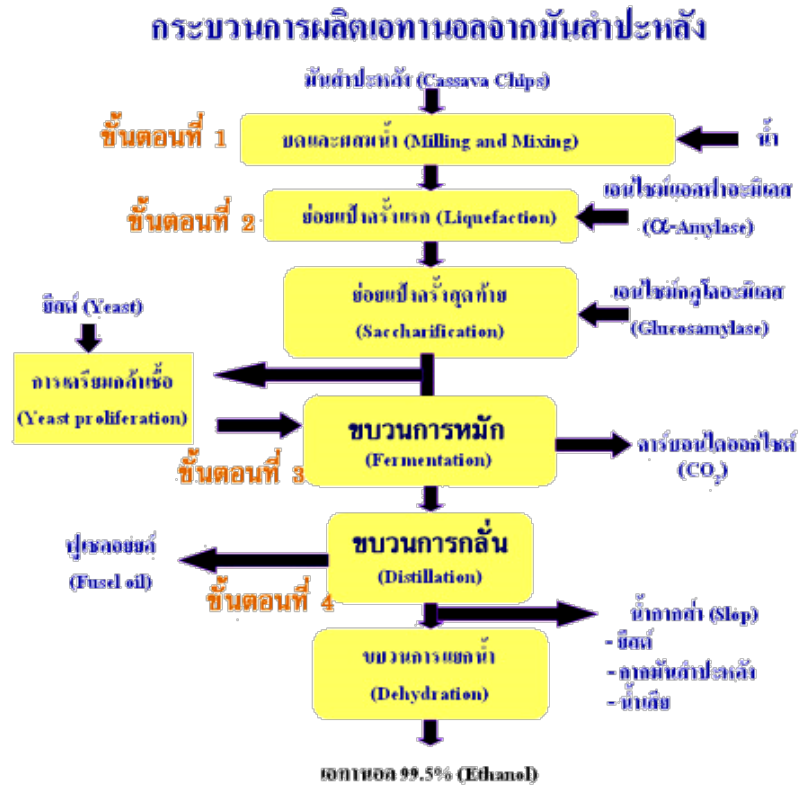 กระบวนการผลิตเอทานอลจากมันสำปะหลัง
มันสำปะหลัง (Cassava Chips)
ขั้นตอนที่ 1
บดและผสมน้ำ (Milling and Mixing)
น้ำ
ขั้นตอนที่ 2
ย่อยแป้งครั้งแรก (Liquefaction)
เอนไซม์แอลฟาอะมิเลส
(α-Amylase)
ย่อยแป้งครั้งสุดท้าย
(Saccharification)
เอนไซม์กลูโคอะมิเลส
(Glucosamylase)
ยีสต์ (Yeast)
การเตรียมกล้าเชื้อ
(Yeast proliferation)
ขบวนการหมัก
(Fermentation)
คาร์บอนไดออกไซด์
(CO₂)
ขั้นตอนที่ 3
ฟูเซลออยล์
(Fusel oil)
ขบวนการกลั่น
(Distillation)
ขั้นตอนที่ 4
น้ำกากส่า (Slop)
- ยีสต์
- กากมันสำปะหลัง
- น้ำเสีย
ขบวนการแยกน้ำ
(Dehydration)
เอทานอล 99.5% (Ethanol)